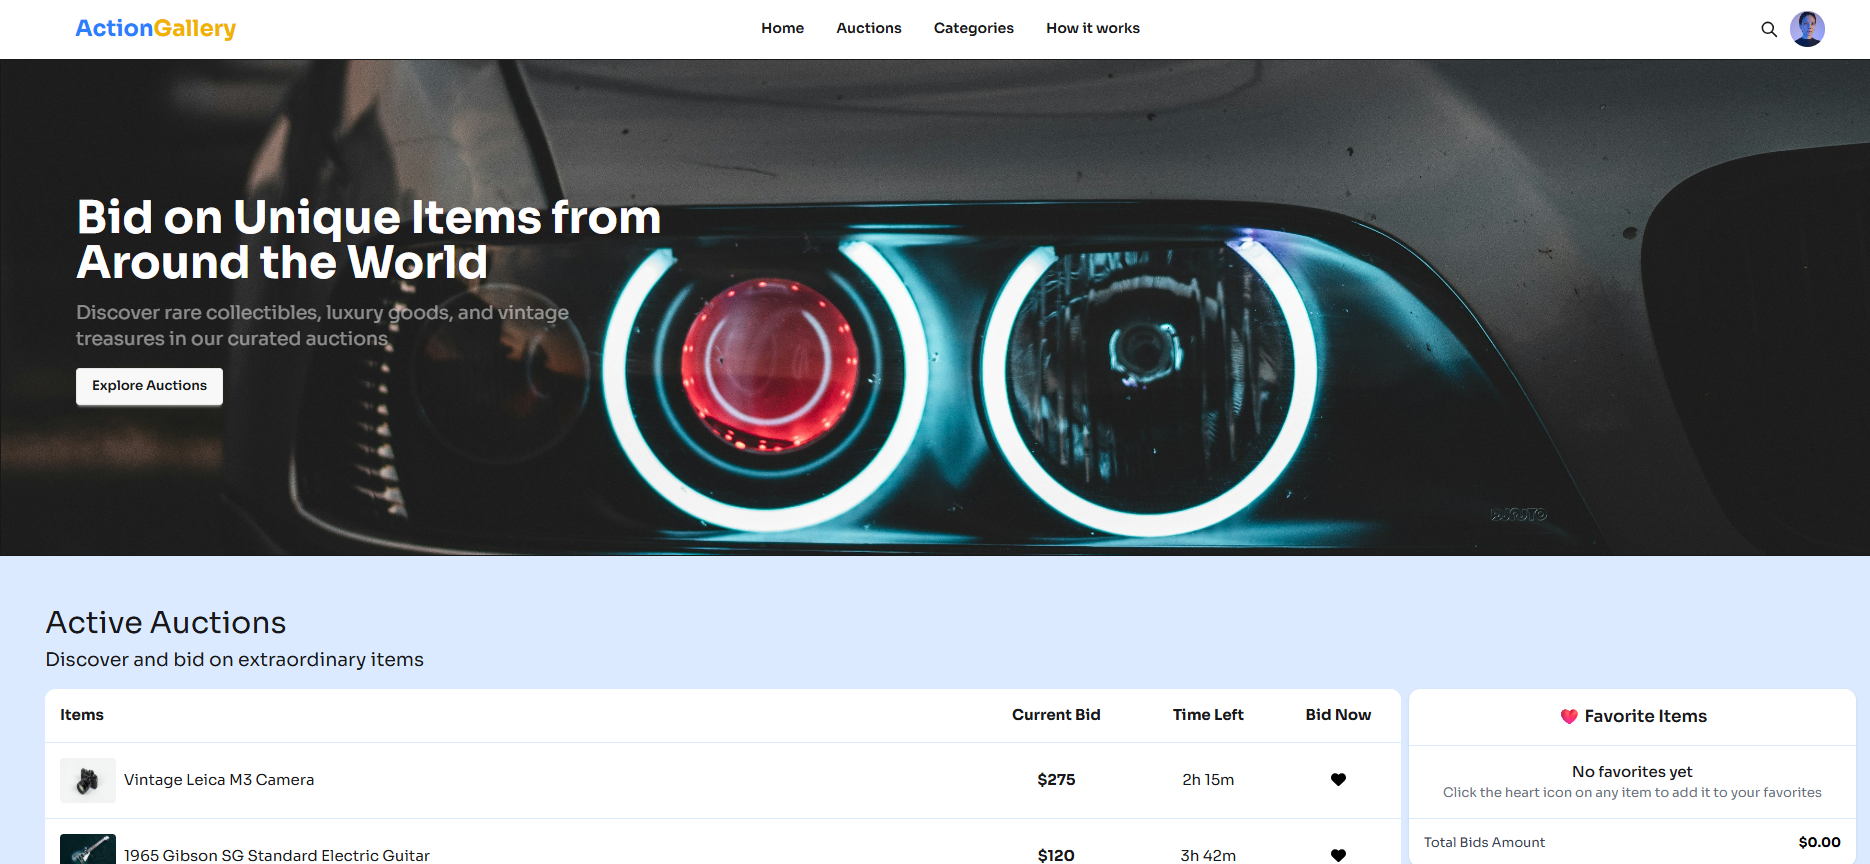 ActionGallery
Home Auctions Categories How it works
Bid on Unique Items from
Around the World
Discover rare collectibles, luxury goods, and vintage
treasures in our curated auctions
Explore Auctions
Active Auctions
Discover and bid on extraordinary items
Items Current Bid Time Left Bid Now
Vintage Leica M3 Camera $275 2h 15m
1965 Gibson SG Standard Electric Guitar $120 3h 42m
Favorite Items
No favorites yet
Click the heart icon on any item to add it to your favorites
Total Bids Amount $0.00